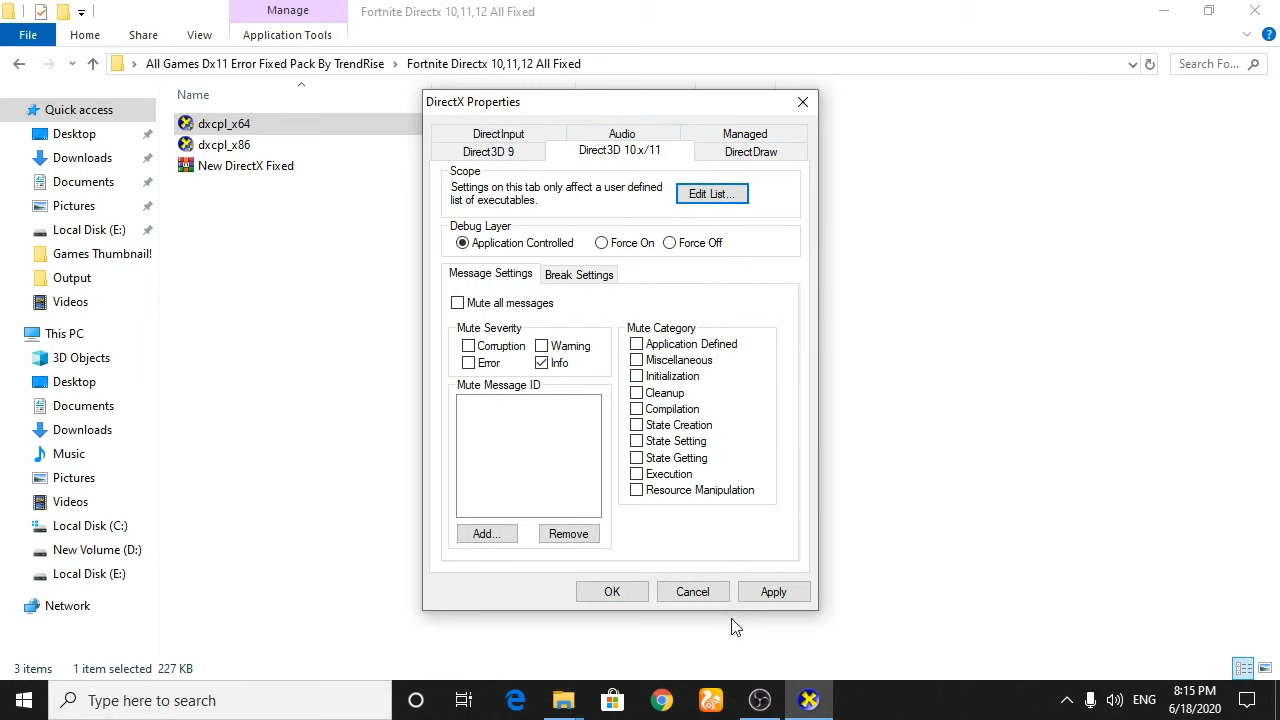 Manage
Fortnite Directx 10,11,12 All Fixed
File
Home
Share
View
Application Tools
All Games Dx11 Error Fixed Pack By TrendRise
Fortnite Directx 10,11,12 All Fixed
Search Fo...
Quick access
Desktop
Downloads
Documents
Pictures
Local Disk (E:)
Games Thumbnail!
Output
Videos
This PC
3D Objects
Desktop
Documents
Downloads
Music
Pictures
Videos
Local Disk (C:)
New Volume (D:)
Local Disk (E:)
Network
Name
dxcpl_x64
dxcpl_x86
New DirectX Fixed
DirectX Properties
DirectInput
Audio
Managed
Direct3D 9
Direct3D 10.x/11
DirectDraw
Scope
Settings on this tab only affect a user defined
list of executables.
Edit List...
Debug Layer
Application Controlled
Force On
Force Off
Message Settings
Break Settings
Mute all messages
Mute Severity
Corruption
Warning
Error
Info
Mute Message ID
Add...
Remove
Mute Category
Application Defined
Miscellaneous
Initialization
Cleanup
Compilation
State Creation
State Setting
State Getting
Execution
Resource Manipulation
OK
Cancel
Apply
3 items
1 item selected 227 KB
Type here to search
ENG
8:15 PM
6/18/2020